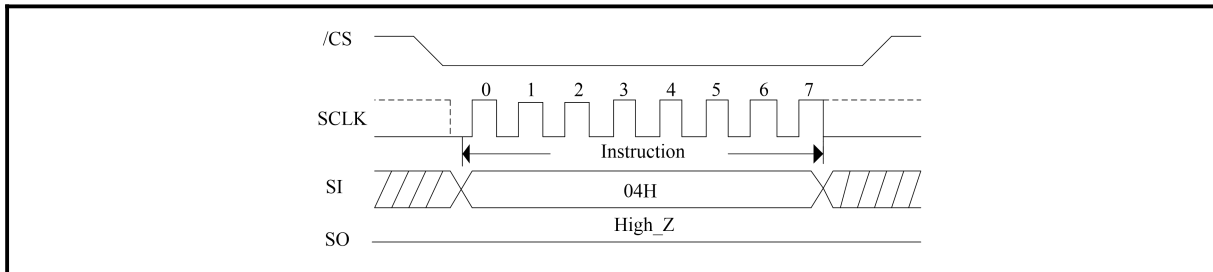 /CS
0 1 2 3 4 5 6 7
SCLK
Instruction
SI
04H
High_Z
SO